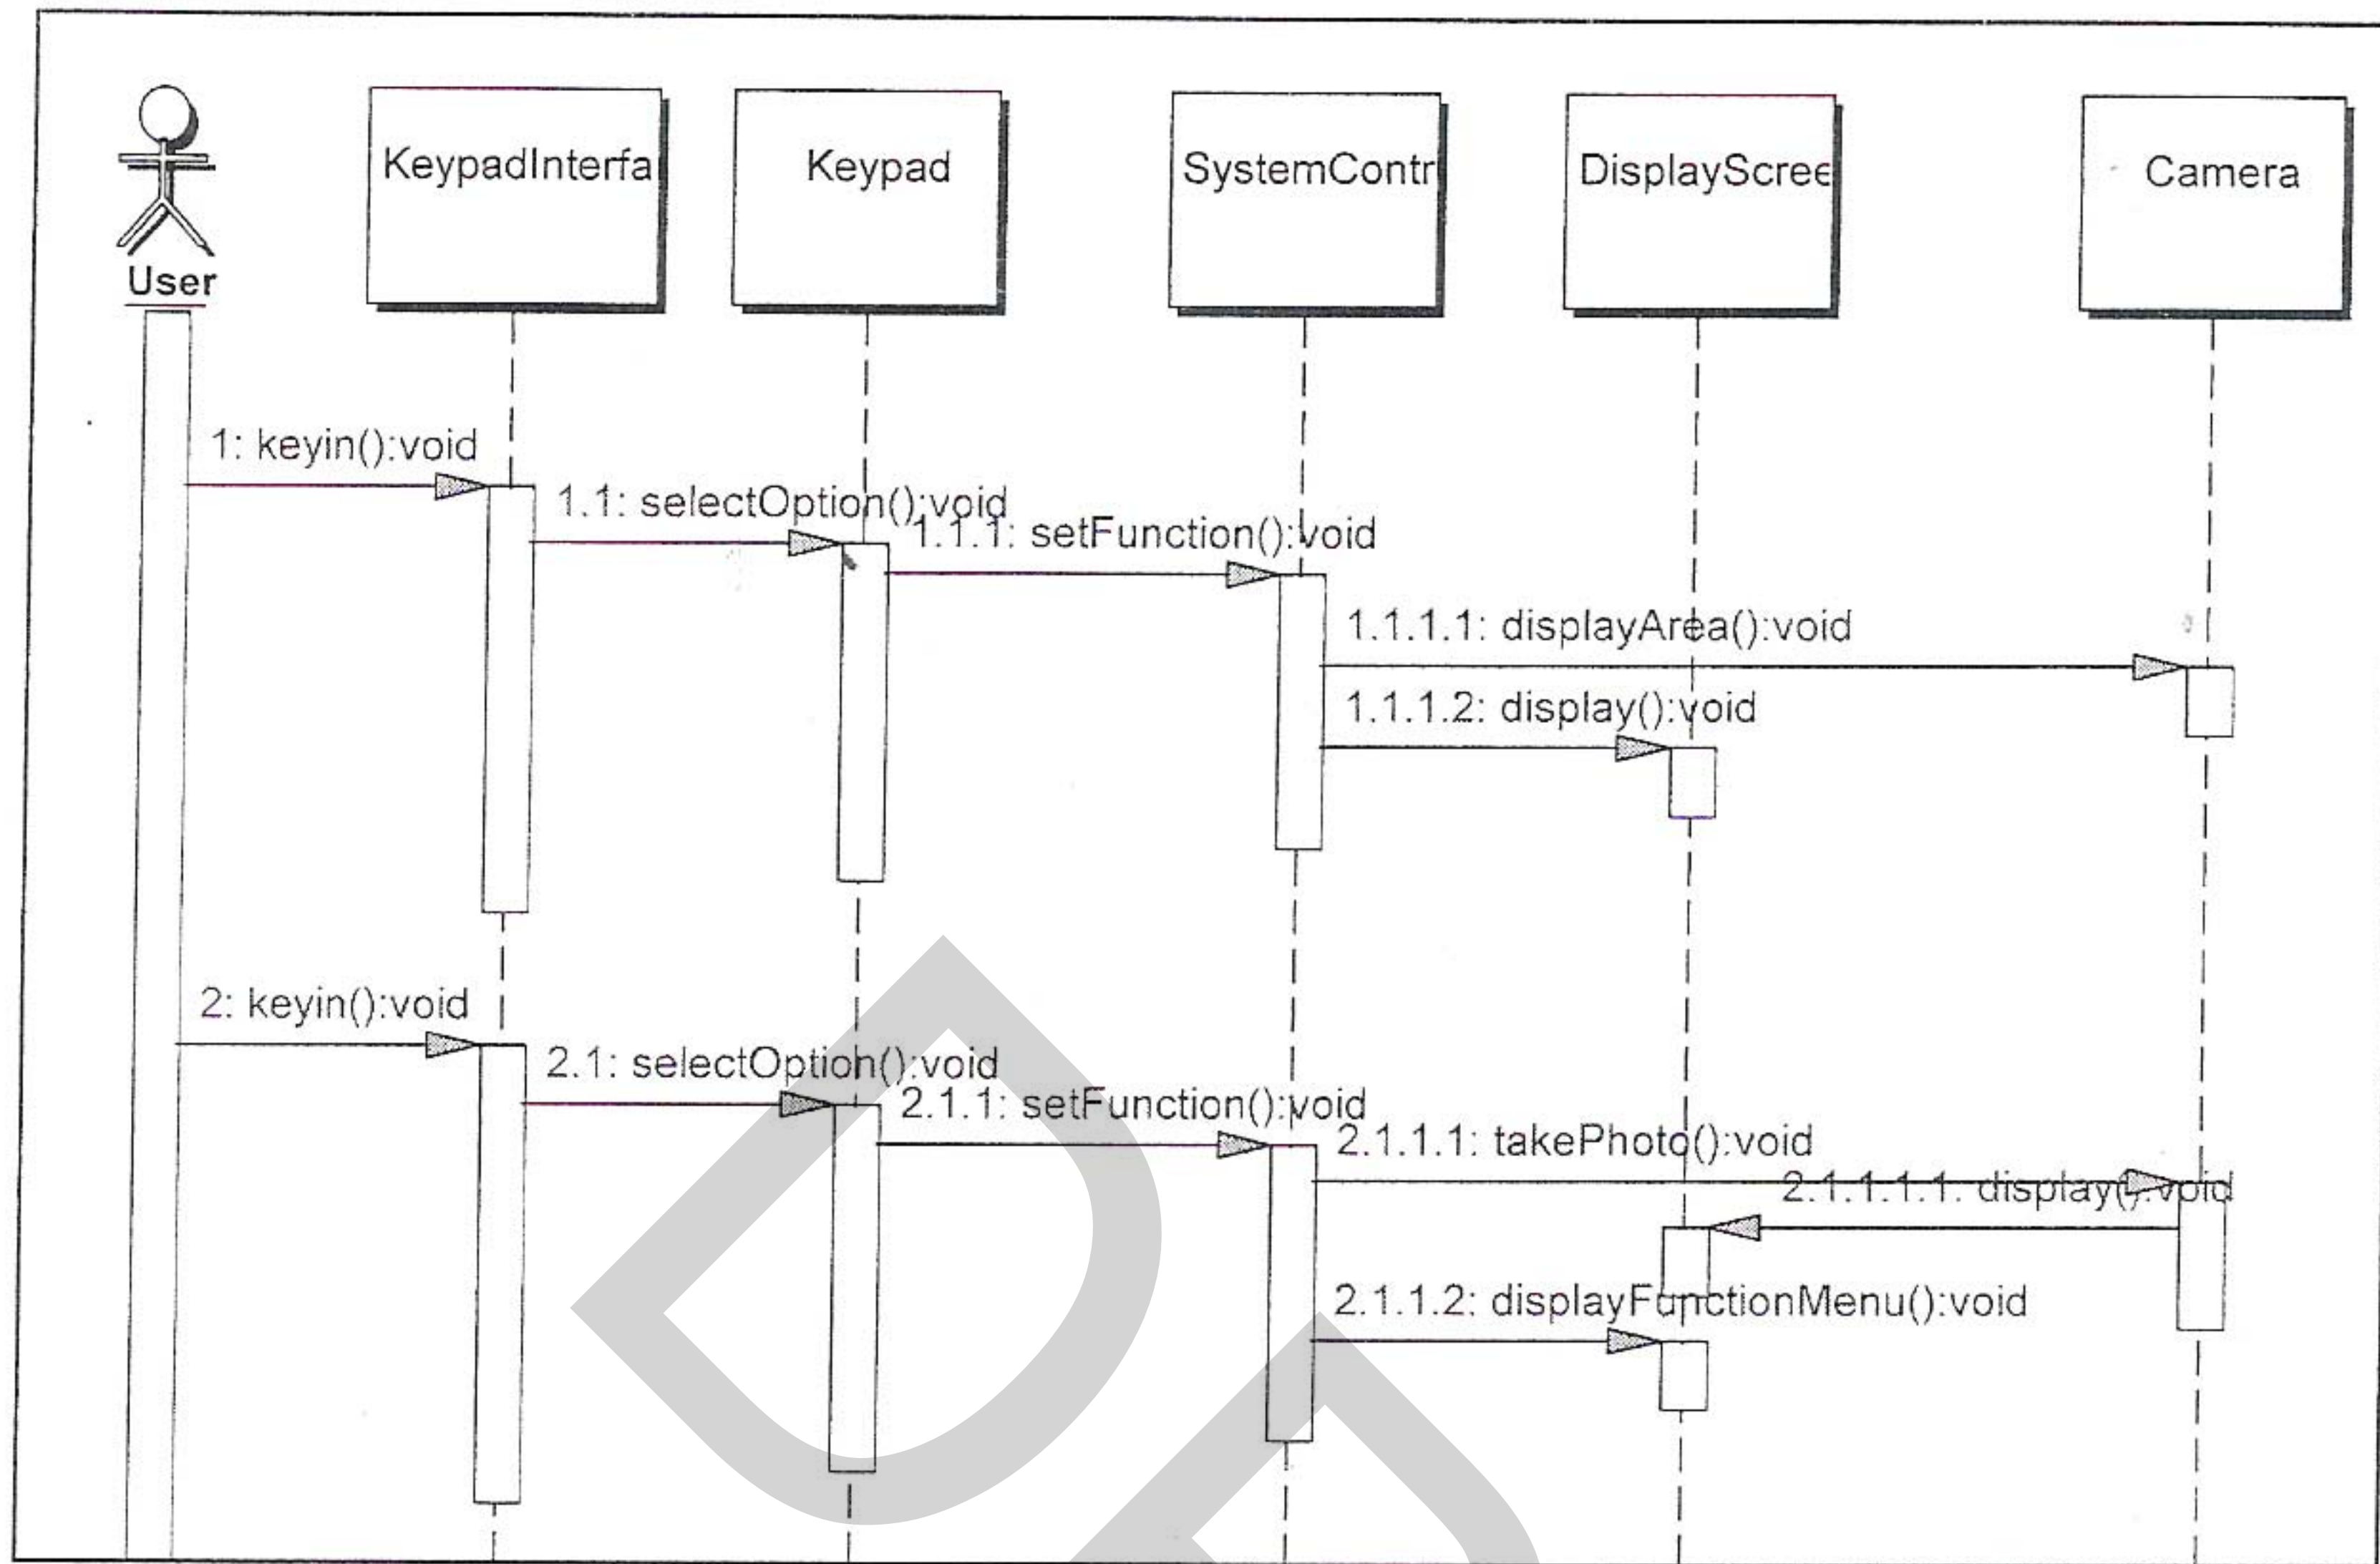 KeypadInterfa
Keypad
SystemContr
DisplayScree
Camera
User
1: keyin():void
1.1: selectOption():void
1.1.1: setFunction():void
1.1.1.1: displayArea():void
1.1.1.2: display():void
2: keyin():void
2.1: selectOption():void
2.1.1: setFunction():void
2.1.1.1: takePhoto():void
2.1.1.1.1: display():void
2.1.1.2: displayFunctionMenu():void